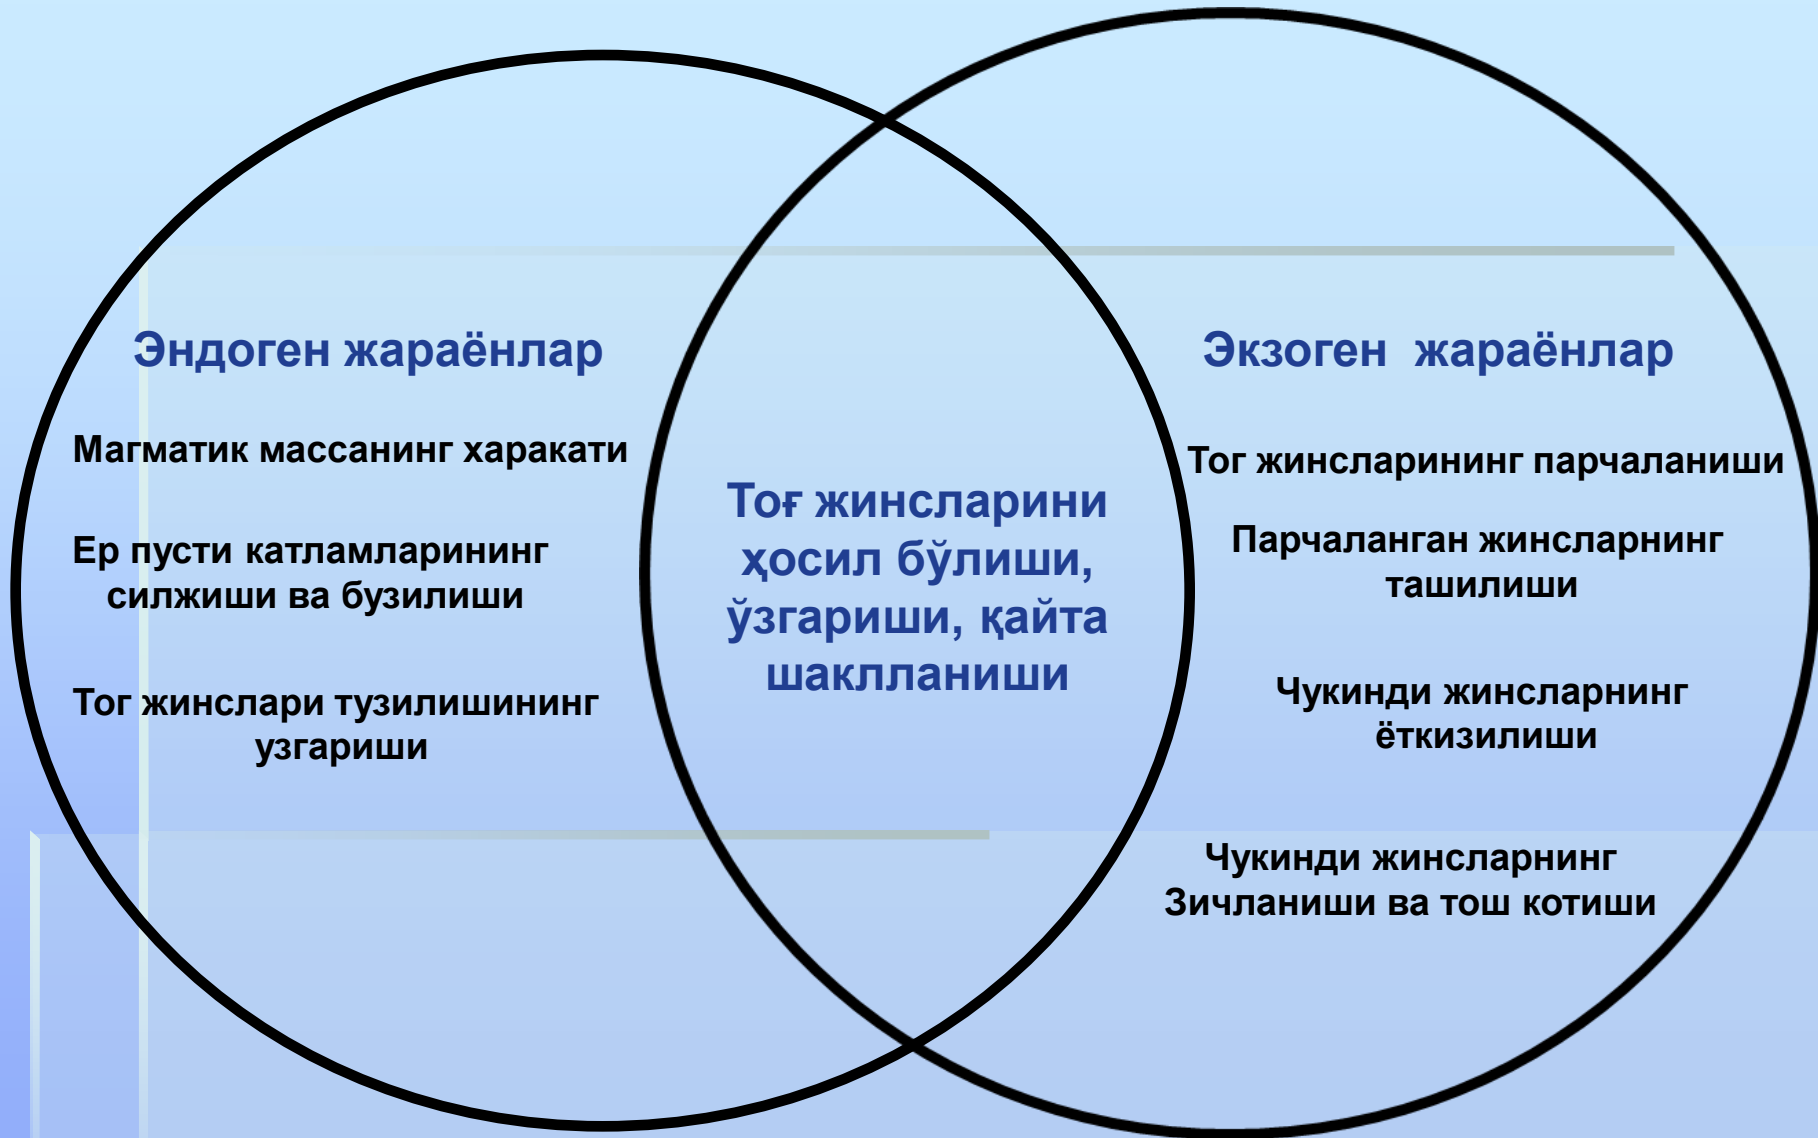 Эндоген жараёнлар
Магматик массанинг харакати
Ер пусти катламларининг
силжиши ва бузилиши
Тог жинслари тузилишининг
узгариши
Тоғ жинсларини
ҳосил бўлиши,
ўзгариши, қайта
шаклланиши
Экзоген жараёнлар
Тог жинсларининг парчаланиши
Парчаланган жинсларнинг
ташилиши
Чукинди жинсларнинг
ёткизилиши
Чукинди жинсларнинг
Зичланиши ва тош котиши